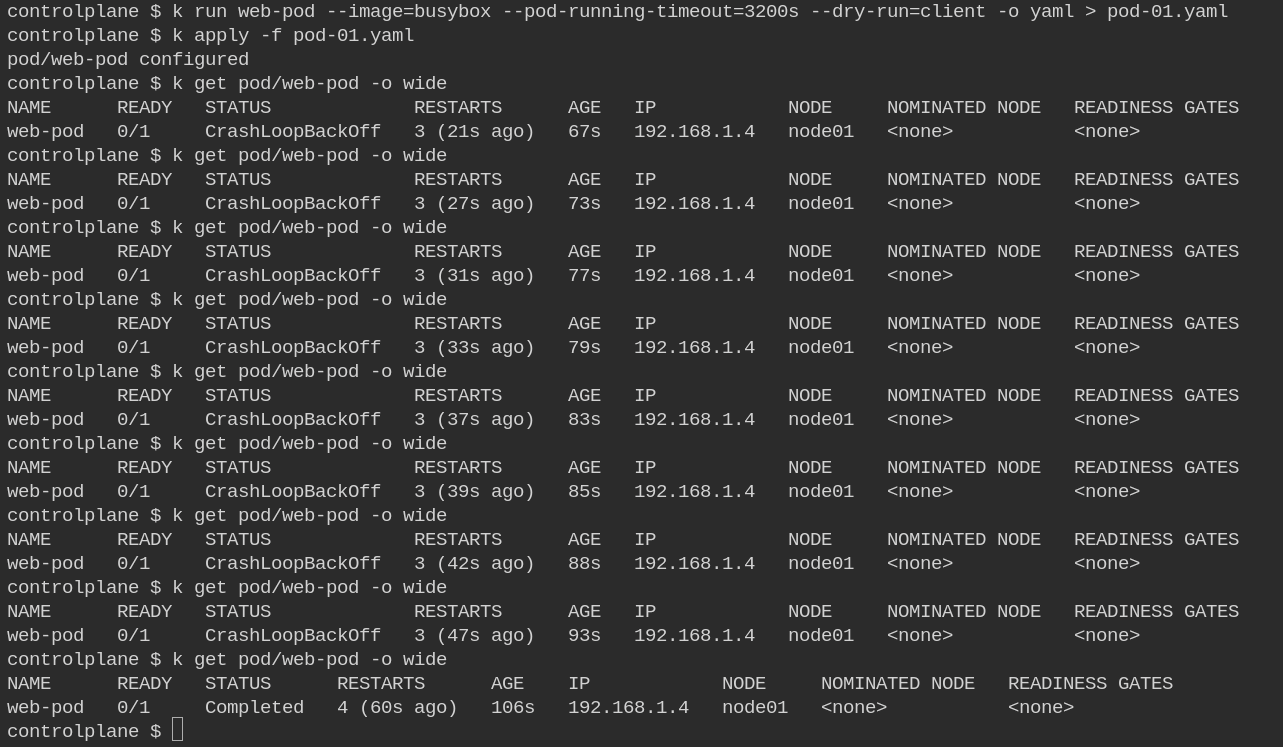 controlplane $ k run web-pod --image=busybox --pod-running-timeout=3200s --dry-run=client -o yaml > pod-01.yaml
controlplane $ k apply -f pod-01.yaml
pod/web-pod configured
controlplane $ k get pod/web-pod -o wide
NAME      READY   STATUS             RESTARTS      AGE   IP            NODE     NOMINATED NODE   READINESS GATES
web-pod   0/1     CrashLoopBackOff   3 (21s ago)   67s   192.168.1.4   node01   <none>           <none>
controlplane $ k get pod/web-pod -o wide
NAME      READY   STATUS             RESTARTS      AGE   IP            NODE     NOMINATED NODE   READINESS GATES
web-pod   0/1     CrashLoopBackOff   3 (27s ago)   73s   192.168.1.4   node01   <none>           <none>
controlplane $ k get pod/web-pod -o wide
NAME      READY   STATUS             RESTARTS      AGE   IP            NODE     NOMINATED NODE   READINESS GATES
web-pod   0/1     CrashLoopBackOff   3 (31s ago)   77s   192.168.1.4   node01   <none>           <none>
controlplane $ k get pod/web-pod -o wide
NAME      READY   STATUS             RESTARTS      AGE   IP            NODE     NOMINATED NODE   READINESS GATES
web-pod   0/1     CrashLoopBackOff   3 (33s ago)   79s   192.168.1.4   node01   <none>           <none>
controlplane $ k get pod/web-pod -o wide
NAME      READY   STATUS             RESTARTS      AGE   IP            NODE     NOMINATED NODE   READINESS GATES
web-pod   0/1     CrashLoopBackOff   3 (37s ago)   83s   192.168.1.4   node01   <none>           <none>
controlplane $ k get pod/web-pod -o wide
NAME      READY   STATUS             RESTARTS      AGE   IP            NODE     NOMINATED NODE   READINESS GATES
web-pod   0/1     CrashLoopBackOff   3 (39s ago)   85s   192.168.1.4   node01   <none>           <none>
controlplane $ k get pod/web-pod -o wide
NAME      READY   STATUS             RESTARTS      AGE   IP            NODE     NOMINATED NODE   READINESS GATES
web-pod   0/1     CrashLoopBackOff   3 (42s ago)   88s   192.168.1.4   node01   <none>           <none>
controlplane $ k get pod/web-pod -o wide
NAME      READY   STATUS             RESTARTS      AGE   IP            NODE     NOMINATED NODE   READINESS GATES
web-pod   0/1     CrashLoopBackOff   3 (47s ago)   93s   192.168.1.4   node01   <none>           <none>
controlplane $ k get pod/web-pod -o wide
NAME      READY   STATUS      RESTARTS      AGE    IP            NODE     NOMINATED NODE   READINESS GATES
web-pod   0/1     Completed   4 (60s ago)   106s   192.168.1.4   node01   <none>           <none>
controlplane $